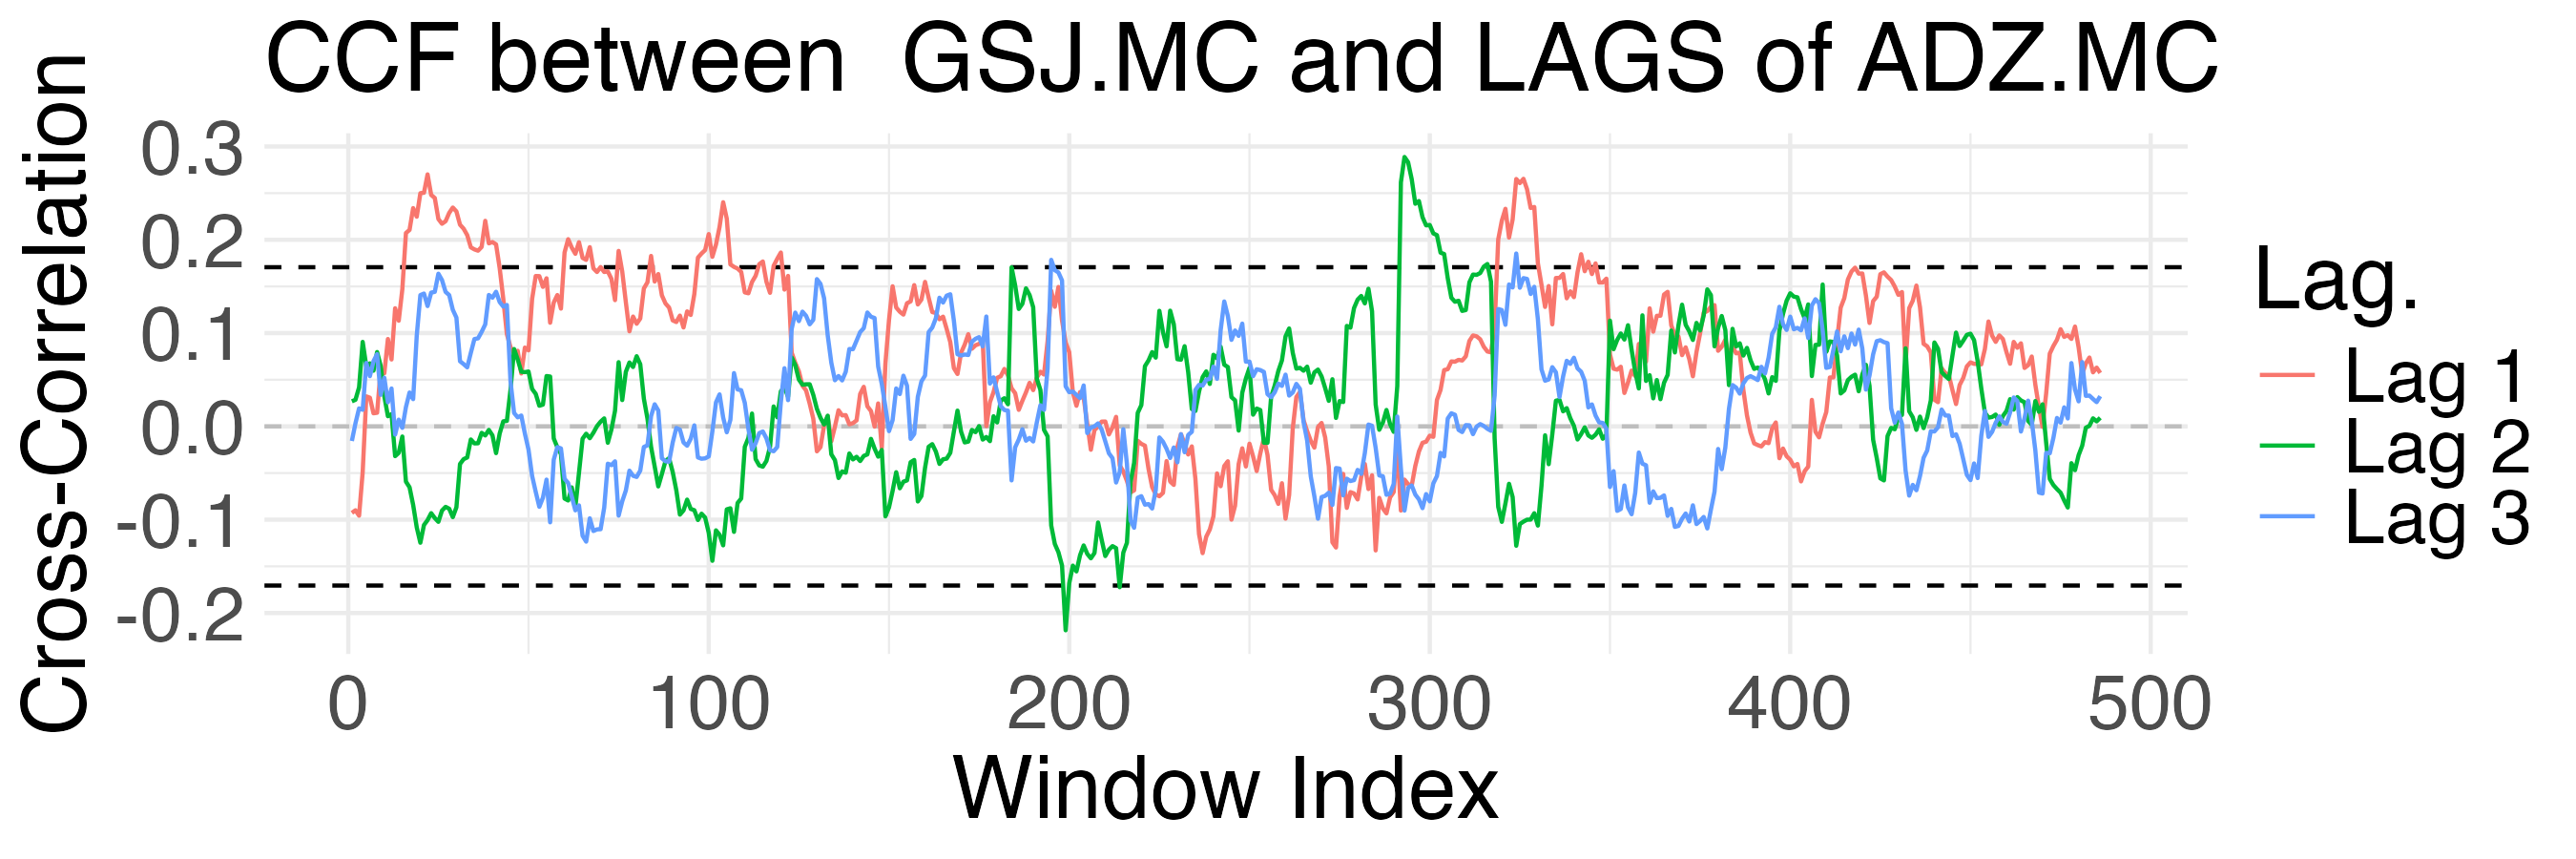 CCF between  GSJ.MC and LAGS of ADZ.MC
Cross-Correlation
0.3
0.2
0.1
0.0
-0.1
-0.2
0 100 200 300 400 500
Window Index
Lag.
Lag 1
Lag 2
Lag 3